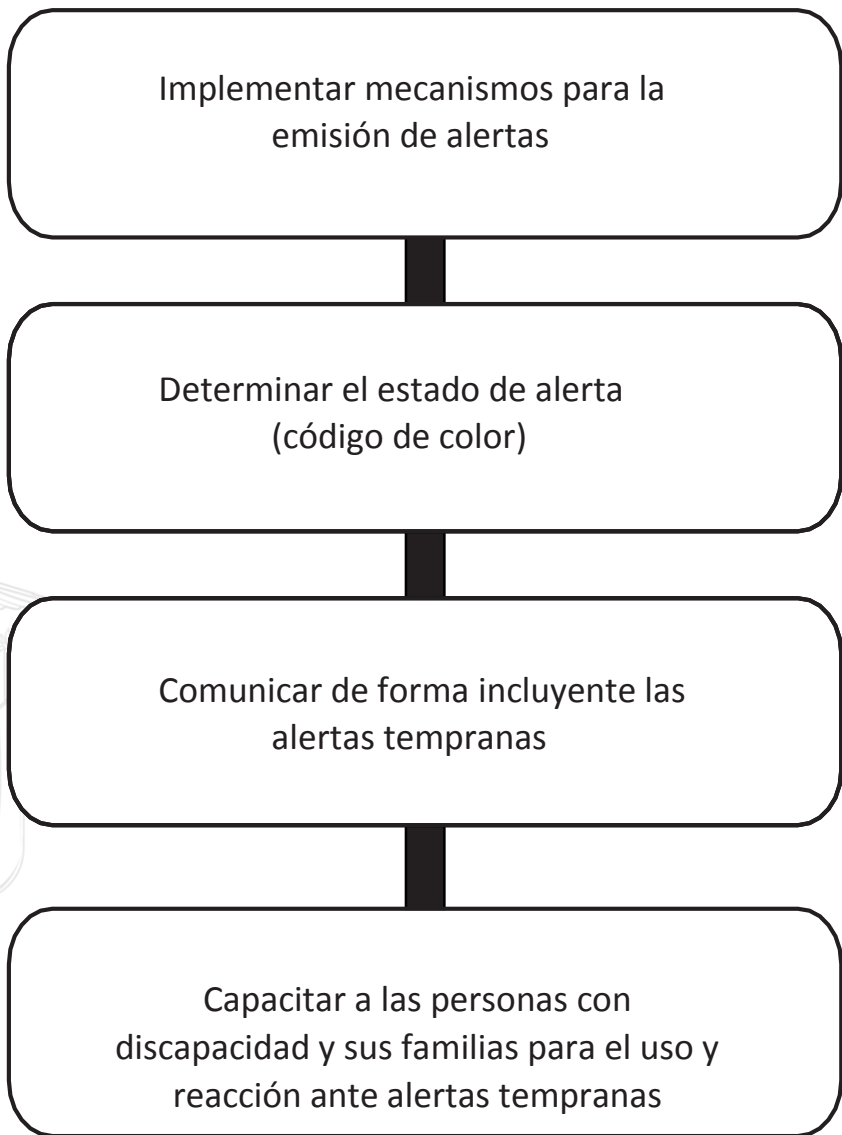 Implementar mecanismos para la
emisión de alertas
Determinar el estado de alerta
(código de color)
Comunicar de forma incluyente las
alertas tempranas
Capacitar a las personas con
discapacidad y sus familias para el uso y
reacción ante alertas tempranas